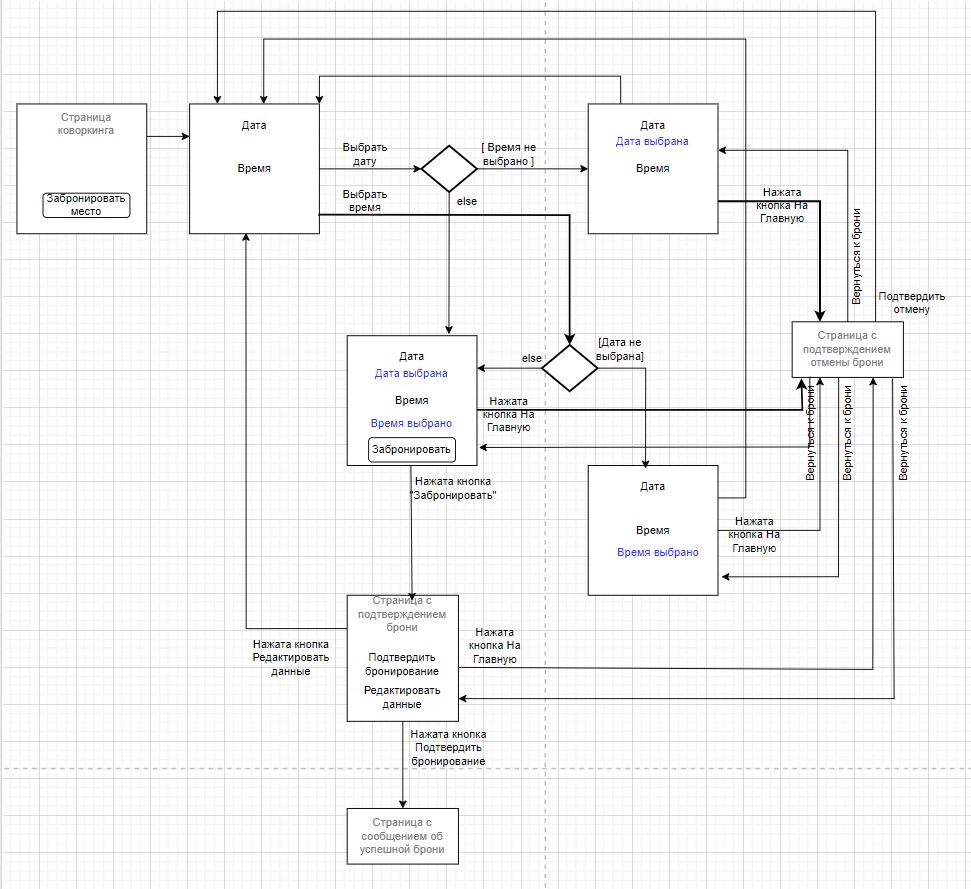 Страница
коворкинга
Забронировать
место
Дата
Время
Выбрать
дату
Выбрать
время
[ Время не
выбрано ]
else
Дата
Дата выбрана
Время
Нажата
кнопка На
Главную
Вернуться к брони
Подтвердить
отмену
Страница с
подтверждением
отмены брони
[Дата не
выбрана]
else
Дата
Дата выбрана
Время
Время выбрано
Забронировать
Нажата
кнопка На
Главную
Вернуться к брони
Вернуться к брони
Вернуться к брони
Нажата кнопка
"Забронировать"
Дата
Время
Время выбрано
Нажата
кнопка На
Главную
Страница с
подтверждением
брони
Подтвердить
бронирование
Редактировать
данные
Нажата кнопка
Редактировать
данные
Нажата
кнопка На
Главную
Нажата кнопка
Подтвердить
бронирование
Страница с
сообщением об
успешной брони